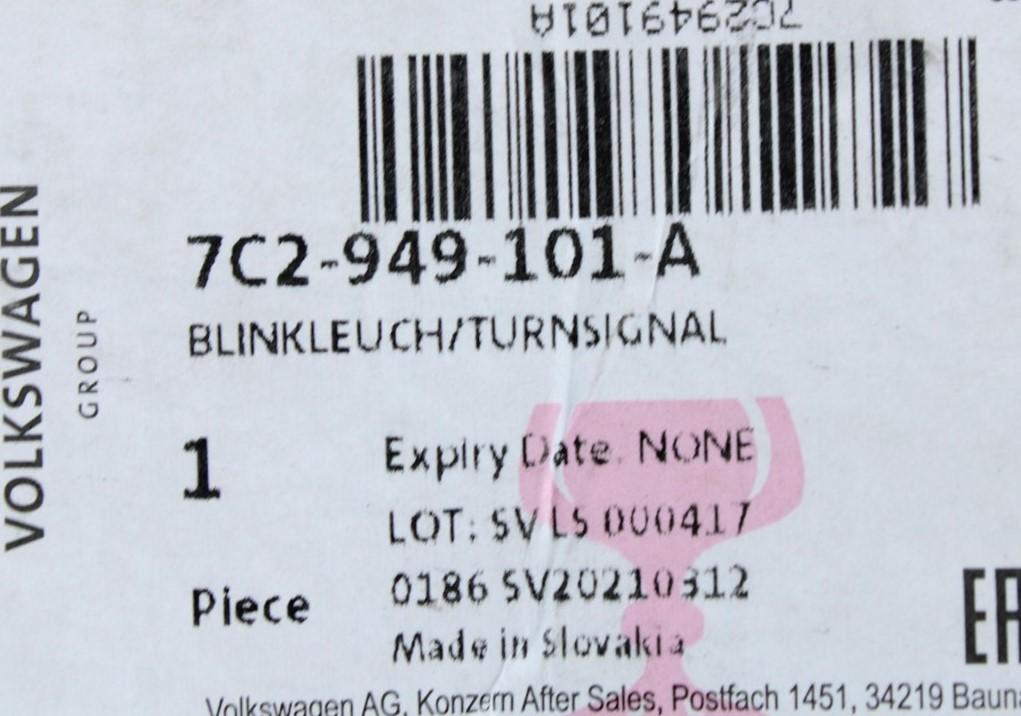 7C2949101A
7C2-949-101-A
BLINKLEUCH/TURNSIGNAL
1
Piece
Expiry Date. NONE
LOT: SV LS 000417
0186 SV20210312
Made in Slovakia
VOLKSWAGEN
GROUP
Volkswagen AG, Konzern After Sales, Postfach 1451, 34219